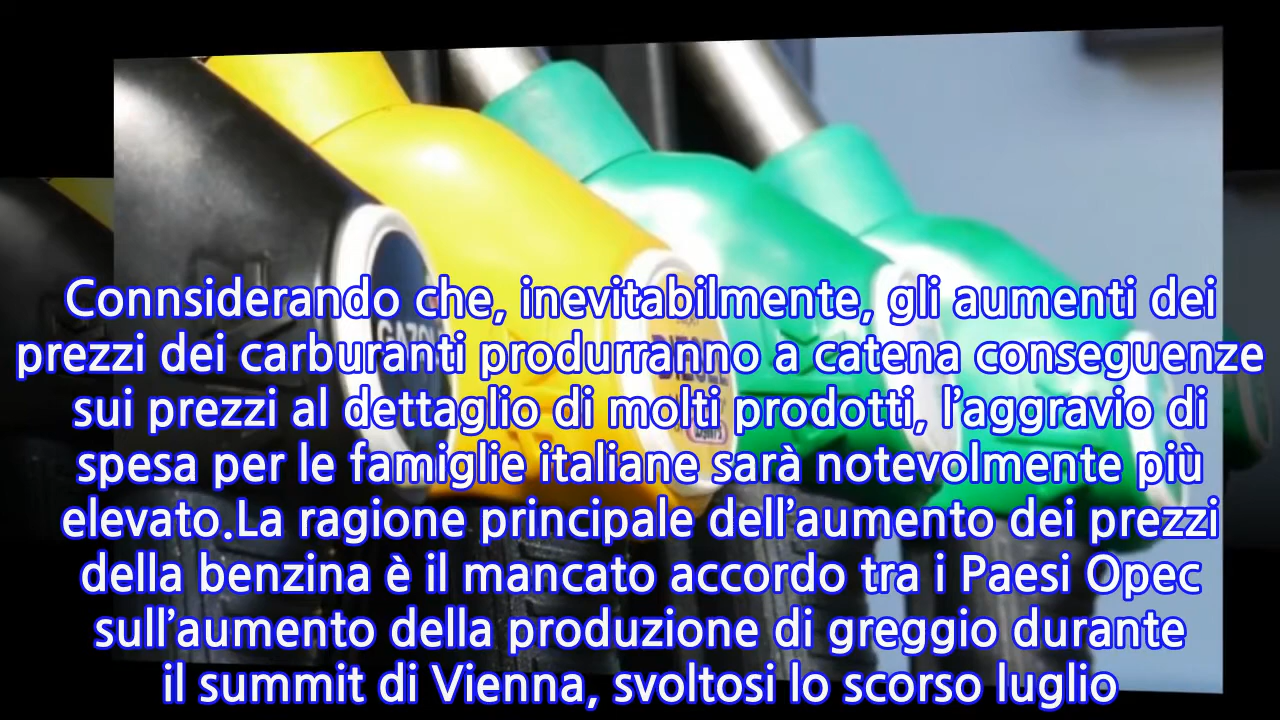 Connsiderando che, inevitabilmente, gli aumenti dei
prezzi dei carburanti produrranno a catena conseguenze
sui prezzi al dettaglio di molti prodotti, l'aggravio di
spesa per le famiglie italiane sarà notevolmente più
elevato.La ragione principale dell'aumento dei prezzi
della benzina è il mancato accordo tra i Paesi Opec
sull'aumento della produzione di greggio durante
il summit di Vienna, svoltosi lo scorso luglio